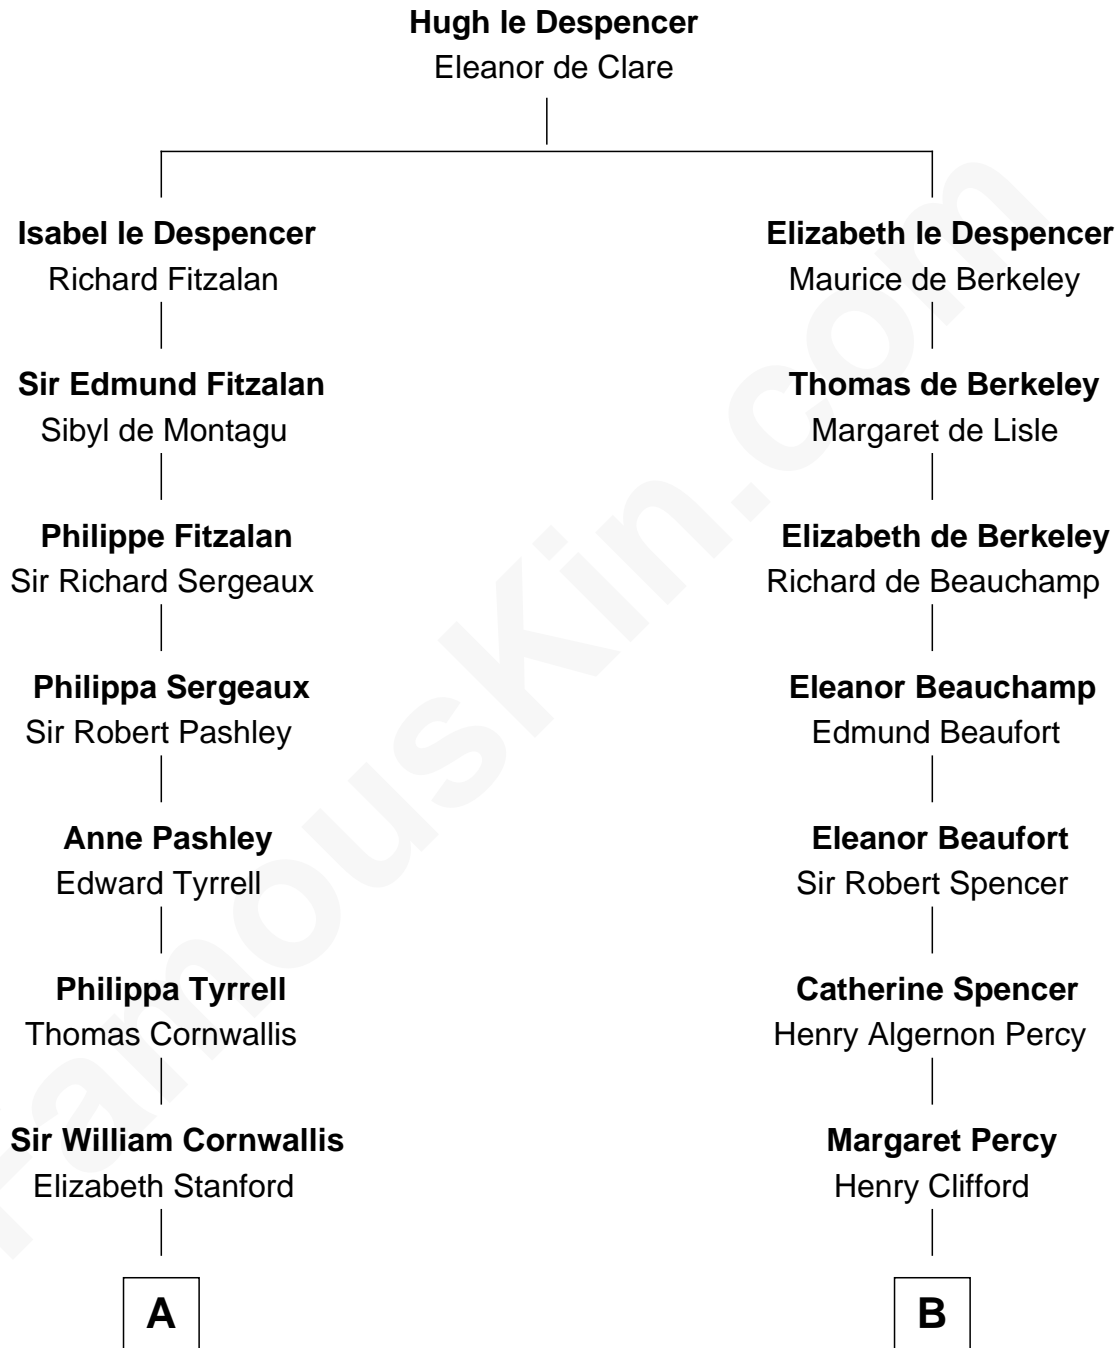 Hugh le Despencer
Eleanor de Clare
Isabel le Despencer
Richard Fitzalan
Sir Edmund Fitzalan
Sibyl de Montagu
Philippe Fitzalan
Sir Richard Sergeaux
Philippa Sergeaux
Sir Robert Pashley
Anne Pashley
Edward Tyrrell
Philippa Tyrrell
Thomas Cornwallis
Sir William Cornwallis
Elizabeth Stanford
A
Elizabeth le Despencer
Maurice de Berkeley
Thomas de Berkeley
Margaret de Lisle
Elizabeth de Berkeley
Richard de Beauchamp
Eleanor Beauchamp
Edmund Beaufort
Eleanor Beaufort
Sir Robert Spencer
Catherine Spencer
Henry Algernon Percy
Margaret Percy
Henry Clifford
B
FamousKin.com